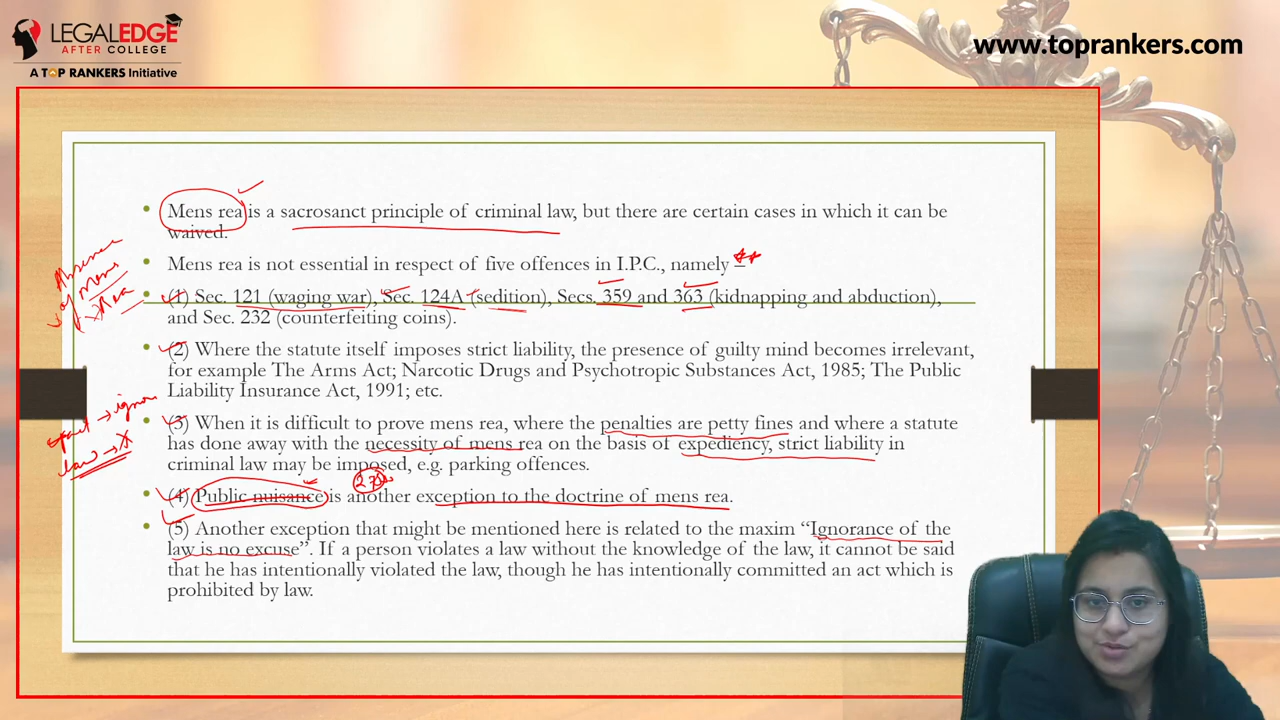 LEGALEDGE
AFTER COLLEGE
A TOP RANKERS Initiative
www.toprankers.com
• Mens rea is a sacrosanct principle of criminal law, but there are certain cases in which it can be
waived.
• Mens rea is not essential in respect of five offences in I.P.C., namely –
• (1) Sec. 121 (waging war), Sec. 124A (sedition), Secs. 359 and 363 (kidnapping and abduction),
and Sec. 232 (counterfeiting coins).
• (2) Where the statute itself imposes strict liability, the presence of guilty mind becomes irrelevant,
for example The Arms Act; Narcotic Drugs and Psychotropic Substances Act, 1985; The Public
Liability Insurance Act, 1991; etc.
• (3) When it is difficult to prove mens rea, where the penalties are petty fines and where a statute
has done away with the necessity of mens rea on the basis of expediency, strict liability in
criminal law may be imposed, e.g. parking offences.
• (4) Public nuisance is another exception to the doctrine of mens rea.
• (5) Another exception that might be mentioned here is related to the maxim “Ignorance of the
law is no excuse”. If a person violates a law without the knowledge of the law, it cannot be said
that he has intentionally violated the law, though he has intentionally committed an act which is
prohibited by law.
Absence
of Mens
Rea
fact → ignor
law → X